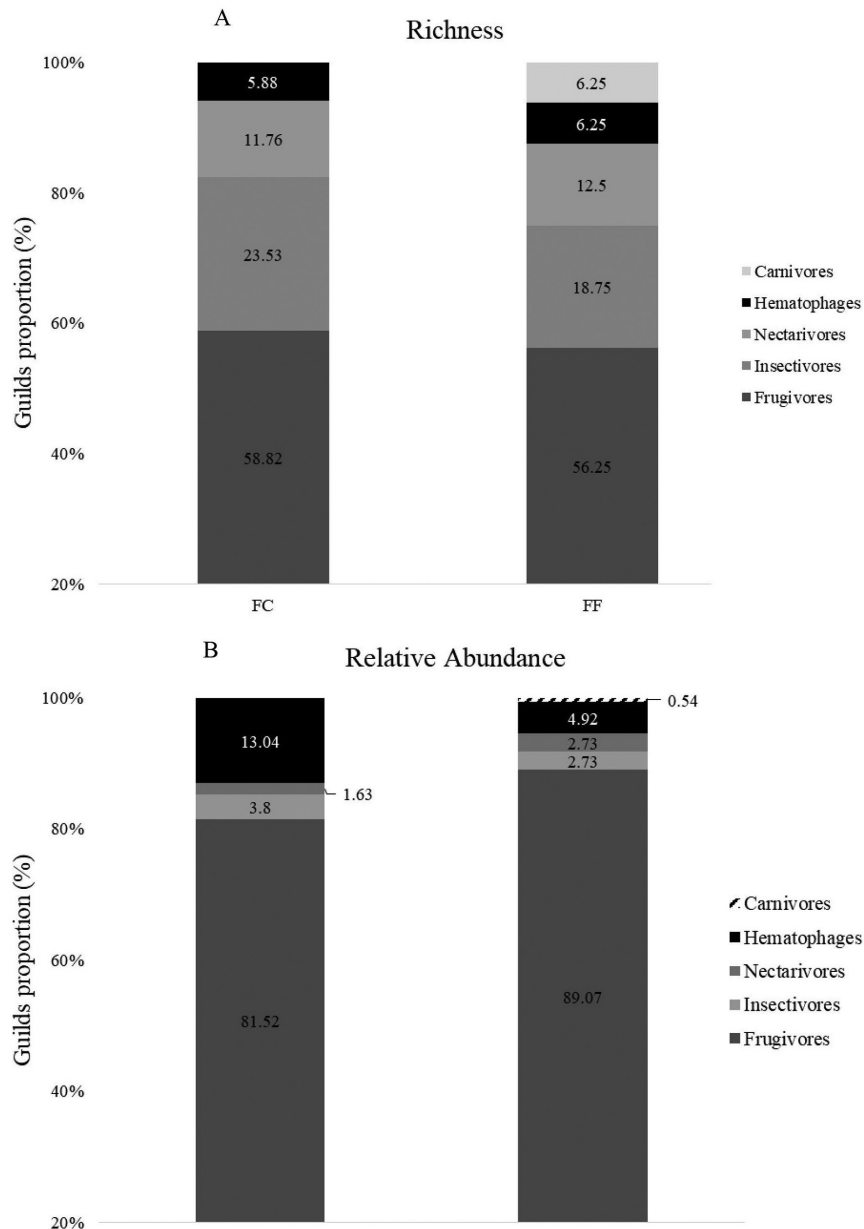 A
Richness
Guilds proportion (%)
100%
80%
60%
40%
20%
5.88
11.76
23.53
58.82
6.25
6.25
12.5
18.75
56.25
FC
FF
Carnivores
Hematophages
Nectarivores
Insectivores
Frugivores
B
Relative Abundance
Guilds proportion (%)
100%
80%
60%
40%
20%
13.04
1.63
3.8
81.52
0.54
4.92
2.73
2.73
89.07
Carnivores
Hematophages
Nectarivores
Insectivores
Frugivores